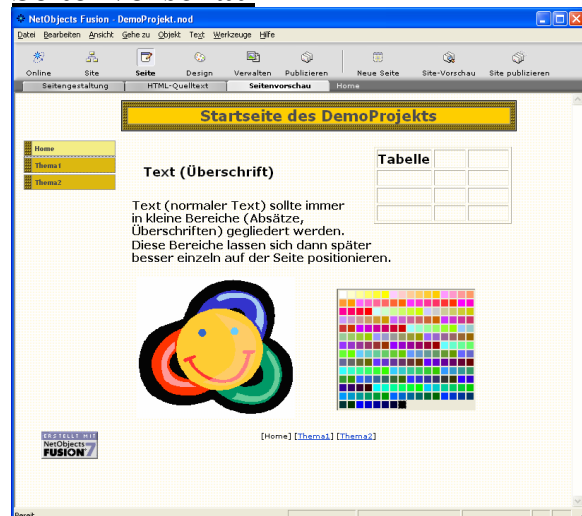 NetObjects Fusion - DemoProjekt.nod
Datei Bearbeiten Ansicht Gehe zu Objekt Text Werkzeuge Hilfe
Online Site Seite Design Verwalten Publizieren Neue Seite Site-Vorschau Site publizieren
Seitengestaltung HTML-Quelltext Seitenvorschau Home
Startseite des DemoProjekts
Home
Thema1
Thema2
Tabelle
Text (Überschrift)
Text (normaler Text) sollte immer
in kleine Bereiche (Absätze,
Überschriften) gegliedert werden.
Diese Bereiche lassen sich dann später
besser einzeln auf der Seite positionieren.
ERSTELLT MIT
NetObjects
FUSION 7
[Home] [Thema1] [Thema2]
Bereit